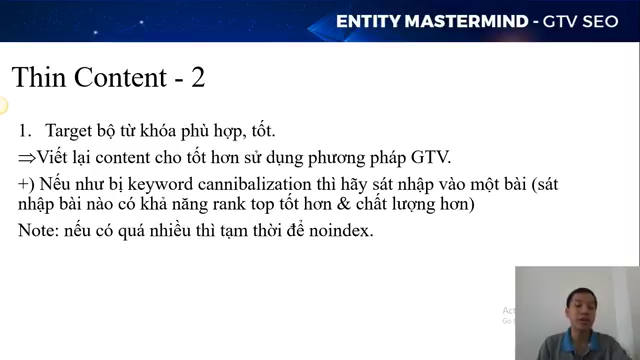 ENTITY MASTERMIND - GTV SEO
Thin Content - 2
1. Target bộ từ khóa phù hợp, tốt.
⇒Viết lại content cho tốt hơn sử dụng phương pháp GTV.
+) Nếu như bị keyword cannibalization thì hãy sát nhập vào một bài (sát
nhập bài nào có khả năng rank top tốt hơn & chất lượng hơn)
Note: nếu có quá nhiều thì tạm thời để noindex.